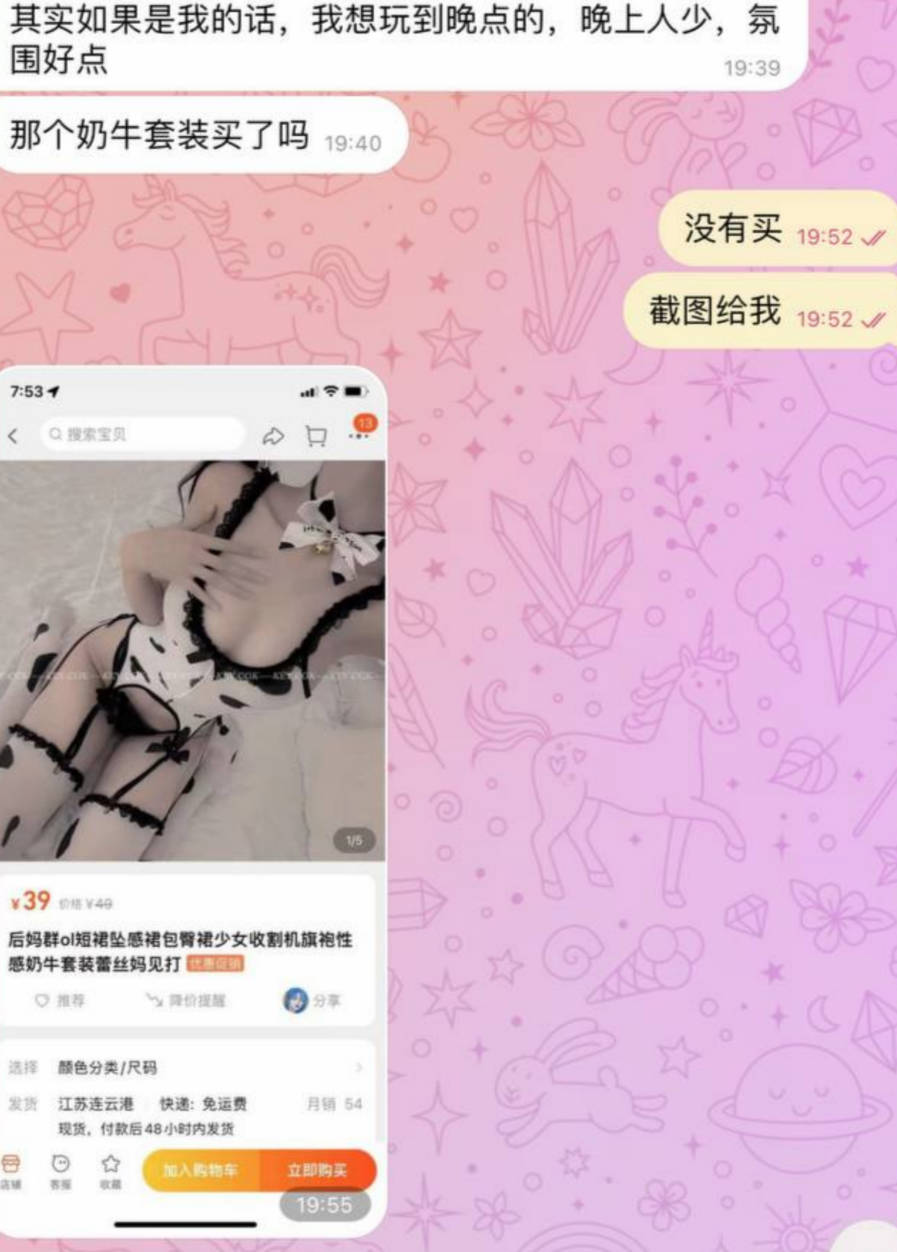 其实如果是我的话，我想玩到晚点的，晚上人少，氛
围好点
19:39
那个奶牛套装买了吗 19:40
没有买 19:52
截图给我 19:52
7:53
搜索宝贝
13
1/5
¥39 价格 ¥49
后妈群ol短裙坠感裙包臀裙少女收割机旗袍性
感奶牛套装蕾丝妈见打 优惠促销
推荐 降价提醒 分享
选择 颜色分类/尺码
发货 江苏连云港 快递: 免运费 月销 54
现货，付款后48小时内发货
店铺 客服 收藏 加入购物车 立即购买
19:55